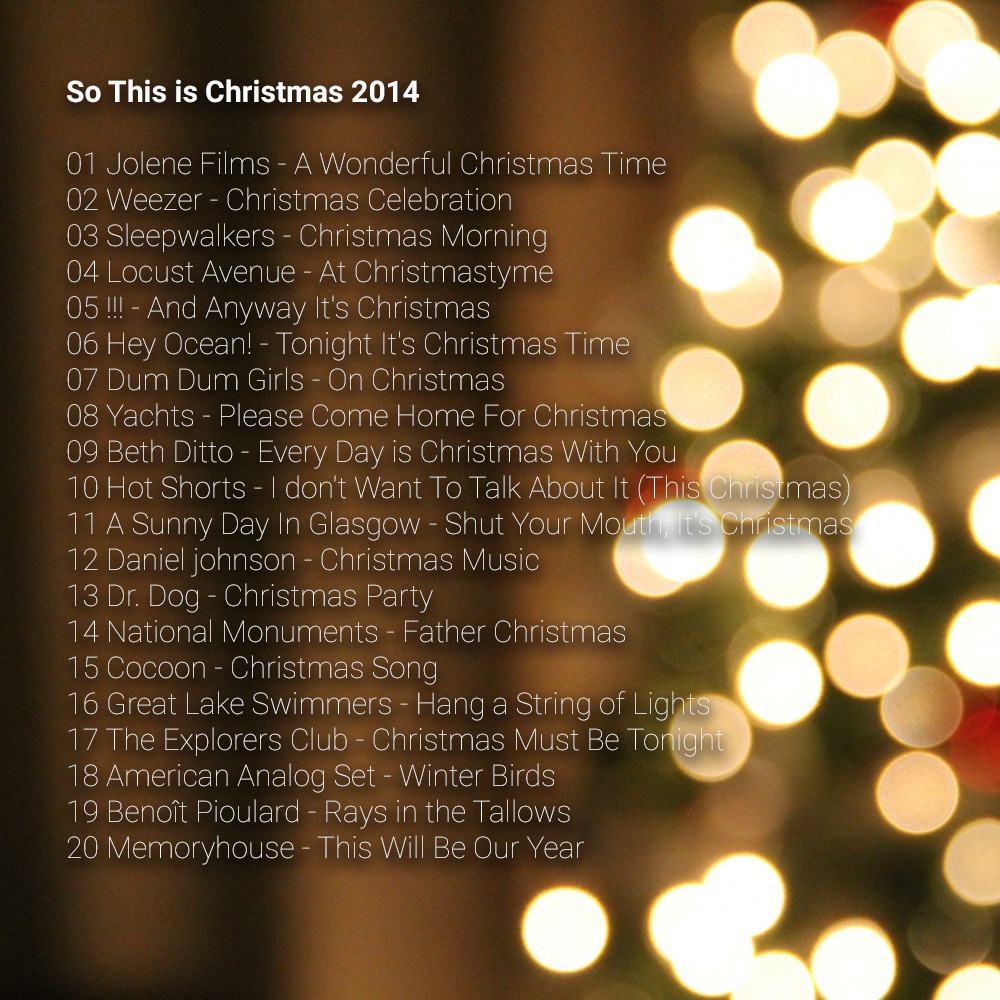 So This is Christmas 2014
01 Jolene Films - A Wonderful Christmas Time
02 Weezer - Christmas Celebration
03 Sleepwalkers - Christmas Morning
04 Locust Avenue - At Christmastyme
05 !!! - And Anyway It's Christmas
06 Hey Ocean! - Tonight It's Christmas Time
07 Dum Dum Girls - On Christmas
08 Yachts - Please Come Home For Christmas
09 Beth Ditto - Every Day is Christmas With You
10 Hot Shorts - I don't Want To Talk About It (This Christmas)
11 A Sunny Day In Glasgow - Shut Your Mouth, It's Christmas
12 Daniel johnson - Christmas Music
13 Dr. Dog - Christmas Party
14 National Monuments - Father Christmas
15 Cocoon - Christmas Song
16 Great Lake Swimmers - Hang a String of Lights
17 The Explorers Club - Christmas Must Be Tonight
18 American Analog Set - Winter Birds
19 Benoît Pioulard - Rays in the Tallows
20 Memoryhouse - This Will Be Our Year